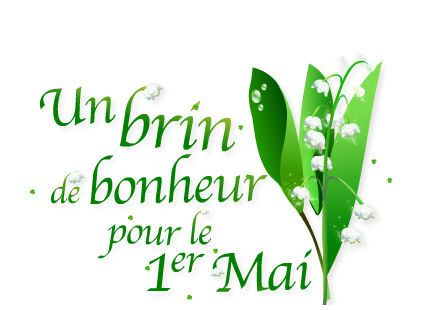 Un brin
de bonheur
pour le
1er Mai